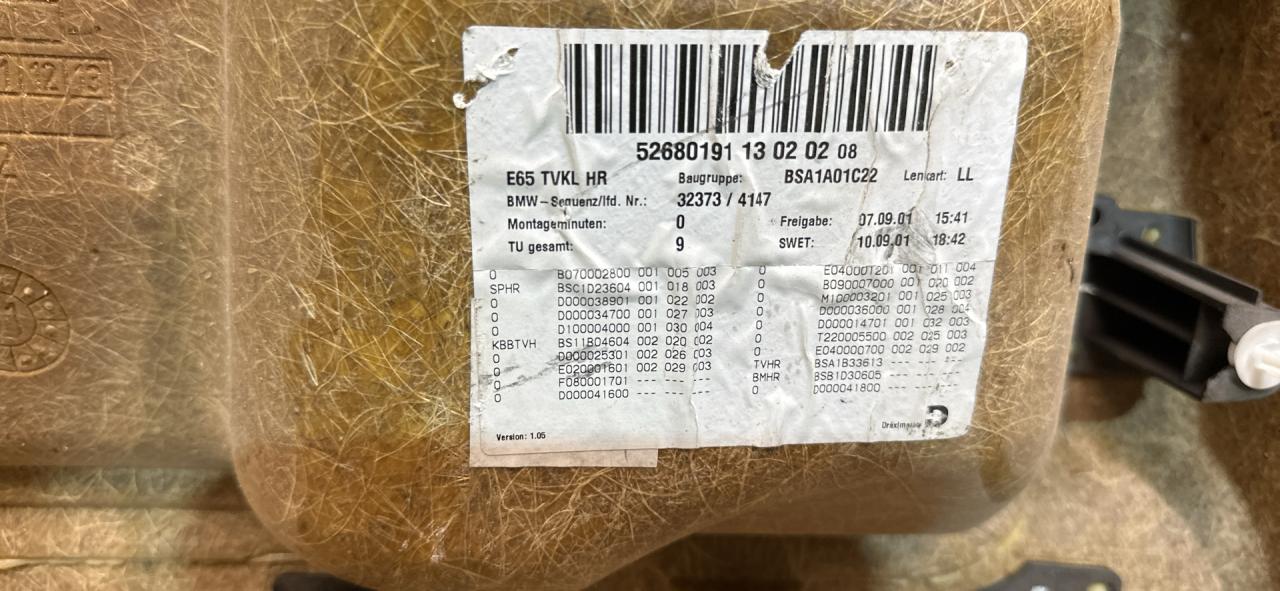 52680191 13 02 02 08
E65 TVKL HR Baugruppe: BSA1A01C22 Lenkart: LL
BMW-Sequenz/lfd. Nr.: 32373 / 4147
Montageminuten: 0 Freigabe: 07.09.01 15:41
TU gesamt: 9 SWET: 10.09.01 18:42
0 B070002800 001 005 003 0 E040001201 001 011 004
SPHR BSC1D23604 001 018 003 0 B090007000 001 020 002
0 D000038901 001 022 002 0 M100003201 001 025 003
0 D000034700 001 027 003 0 D000036000 001 028 004
0 D100004000 001 030 004 0 D000014701 001 032 003
KBBTVH BS11B04604 002 020 002 0 T220005500 002 025 003
0 D000025301 002 026 003 0 E040000700 002 029 002
0 E020001601 002 029 003 TVHR BSA1B33613 --- --- ---
0 F080001701 --- --- --- BMHR BSB1D30605 --- --- ---
0 D000041600 --- --- --- 0 D000041800 --- --- ---
Version: 1.05